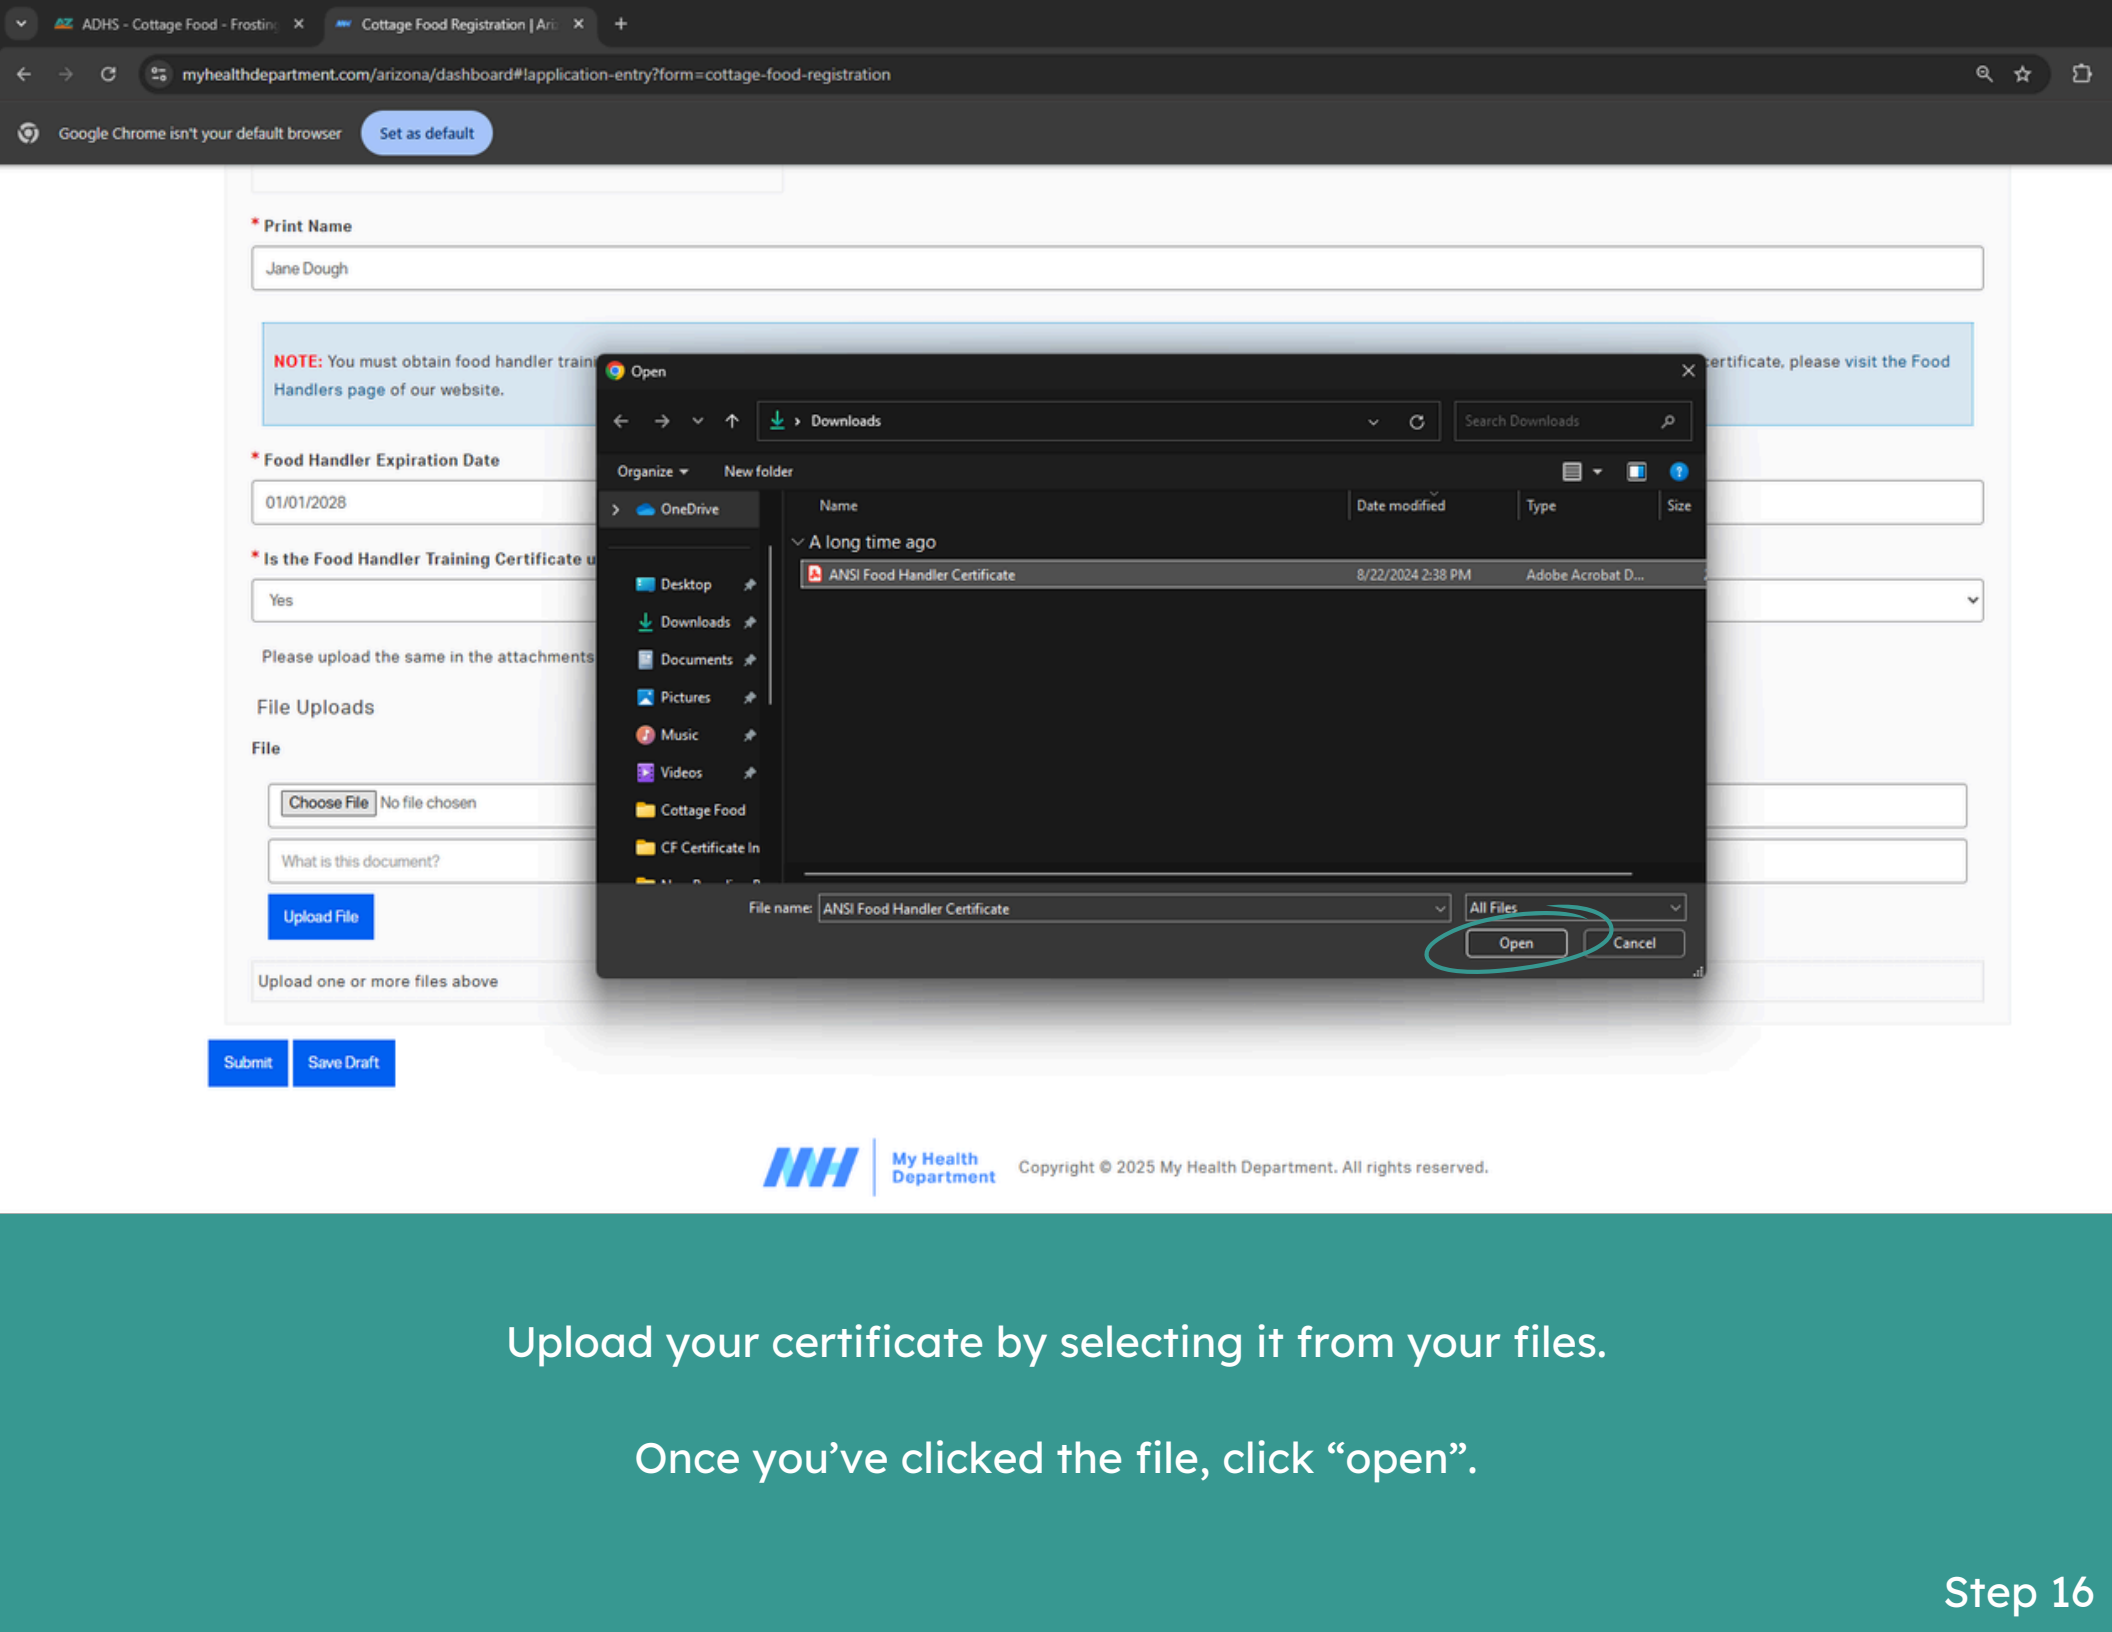 ADHS - Cottage Food - Frosting
Cottage Food Registration | Ari
myhealthdepartment.com/arizona/dashboard#!application-entry?form=cottage-food-registration
Google Chrome isn't your default browser
Set as default
* Print Name
Jane Dough
NOTE: You must obtain food handler traini
certificate, please visit the Food
Handlers page of our website.
* Food Handler Expiration Date
01/01/2028
* Is the Food Handler Training Certificate u
Yes
Please upload the same in the attachments
File Uploads
File
Choose File No file chosen
What is this document?
Upload File
Upload one or more files above
Submit
Save Draft
Open
Downloads
Search Downloads
Organize
New folder
Name
Date modified
Type
Size
OneDrive
A long time ago
ANSI Food Handler Certificate
8/22/2024 2:38 PM
Adobe Acrobat D...
Desktop
Downloads
Documents
Pictures
Music
Videos
Cottage Food
CF Certificate In
File name: ANSI Food Handler Certificate
All Files
Open
Cancel
My Health
Department
Copyright © 2025 My Health Department. All rights reserved.
Upload your certificate by selecting it from your files.
Once you’ve clicked the file, click “open”.
Step 16